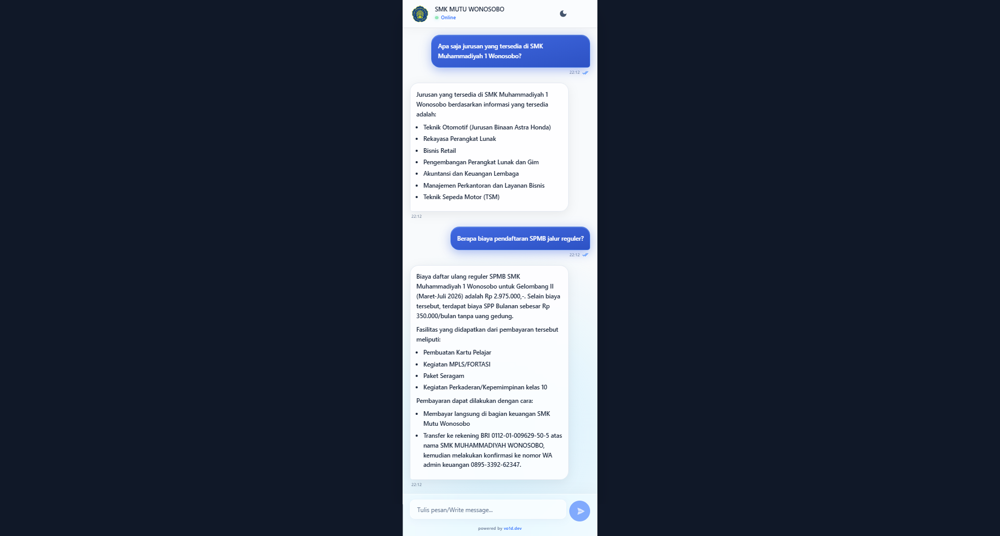 SMK MUTU WONOSOBO
Online
Apa saja jurusan yang tersedia di SMK
Muhammadiyah 1 Wonosobo?
22:12
Jurusan yang tersedia di SMK Muhammadiyah 1
Wonosobo berdasarkan informasi yang tersedia
adalah:
• Teknik Otomotif (Jurusan Binaan Astra Honda)
• Rekayasa Perangkat Lunak
• Bisnis Retail
• Pengembangan Perangkat Lunak dan Gim
• Akuntansi dan Keuangan Lembaga
• Manajemen Perkantoran dan Layanan Bisnis
• Teknik Sepeda Motor (TSM)
22:12
Berapa biaya pendaftaran SPMB jalur reguler?
22:12
Biaya daftar ulang reguler SPMB SMK
Muhammadiyah 1 Wonosobo untuk Gelombang II
(Maret-Juli 2026) adalah Rp 2.975.000,-. Selain biaya
tersebut, terdapat biaya SPP Bulanan sebesar Rp
350.000/bulan tanpa uang gedung.
Fasilitas yang didapatkan dari pembayaran tersebut
meliputi:
• Pembuatan Kartu Pelajar
• Kegiatan MPLS/FORTASI
• Paket Seragam
• Kegiatan Perkaderan/Kepemimpinan kelas 10
Pembayaran dapat dilakukan dengan cara:
• Membayar langsung di bagian keuangan SMK
Mutu Wonosobo
• Transfer ke rekening BRI 0112-01-009629-50-5 atas
nama SMK MUHAMMADIYAH WONOSOBO,
kemudian melakukan konfirmasi ke nomor WA
admin keuangan 0895-3392-62347.
22:12
Tulis pesan/Write message...
powered by vo1d.dev